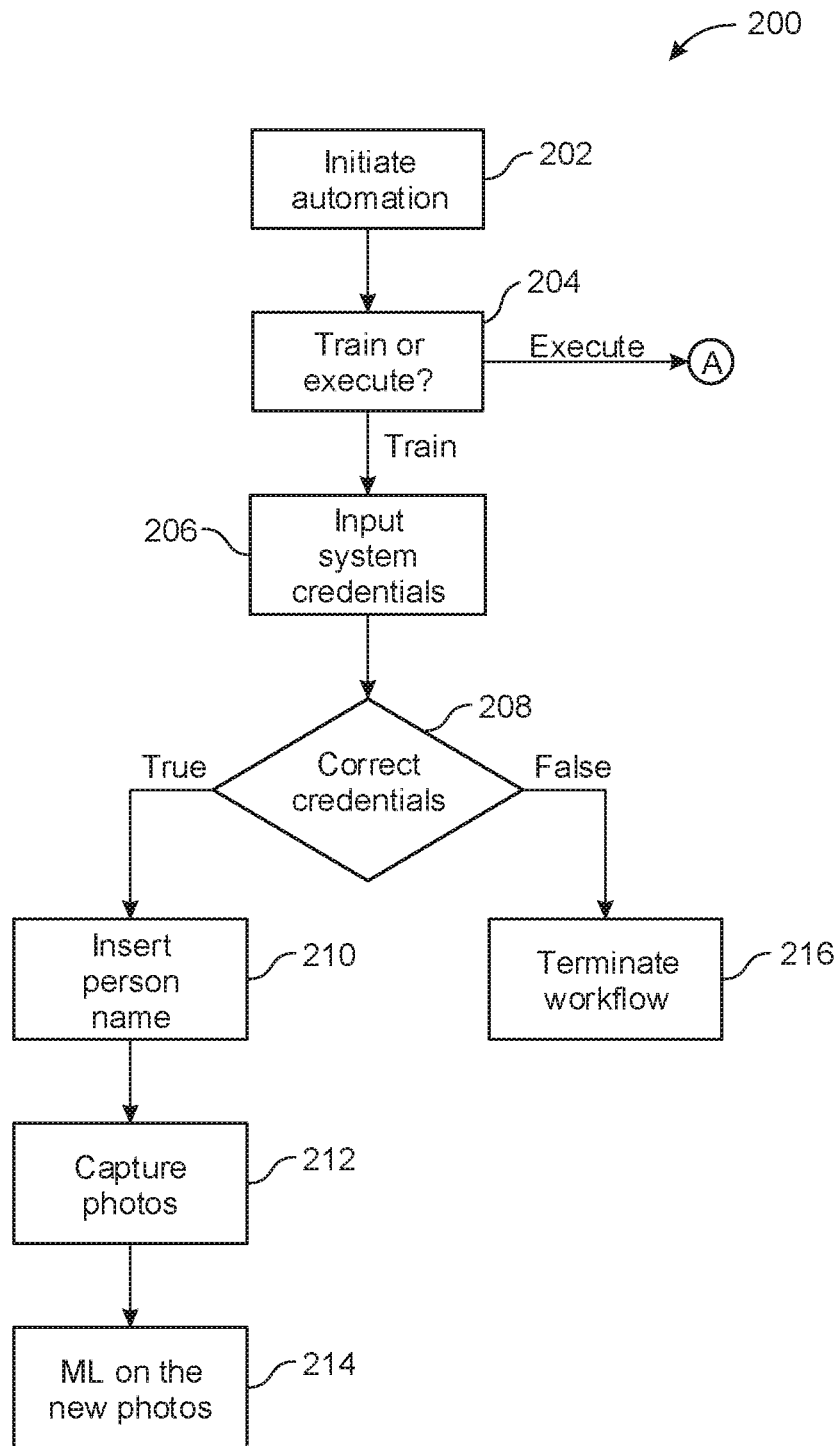 200
Initiate
automation
202
204
Train or
execute?
Execute
A
Train
206
Input
system
credentials
208
True
Correct
credentials
False
Insert
person
name
210
Terminate
workflow
216
Capture
photos
212
ML on the
new photos
214